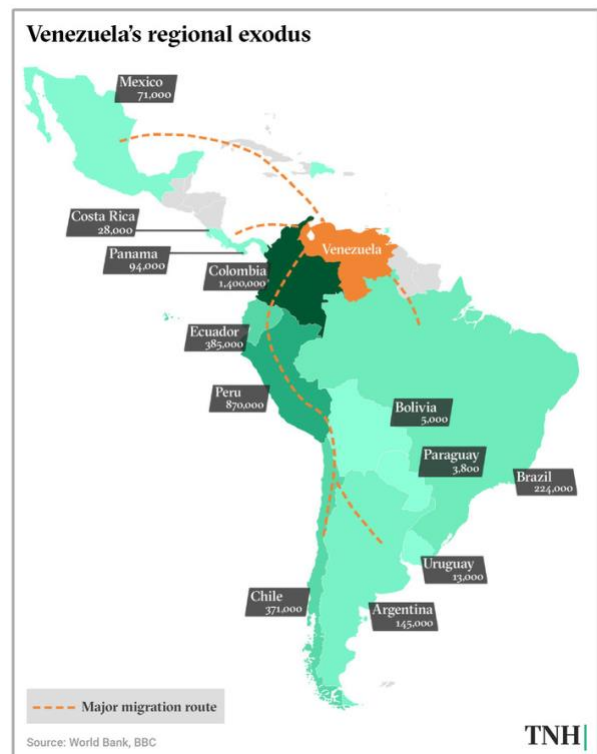 Venezuela's regional exodus
Mexico
71,000
Costa Rica
28,000
Panama
94,000
Colombia
1,400,000
Venezuela
Ecuador
385,000
Peru
870,000
Bolivia
5,000
Paraguay
3,800
Brazil
224,000
Uruguay
13,000
Chile
371,000
Argentina
145,000
Major migration route
Source: World Bank, BBC
TNH